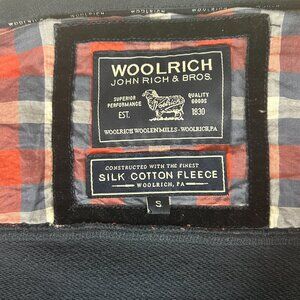 WOOLRICH
JOHN RICH & BROS.
SUPERIOR PERFORMANCE
QUALITY GOODS
Woolrich
EST. 1830
WOOLRICH WOOLEN MILLS - WOOLRICH, PA
CONSTRUCTED WITH THE FINEST
SILK COTTON FLEECE
WOOLRICH, PA
S